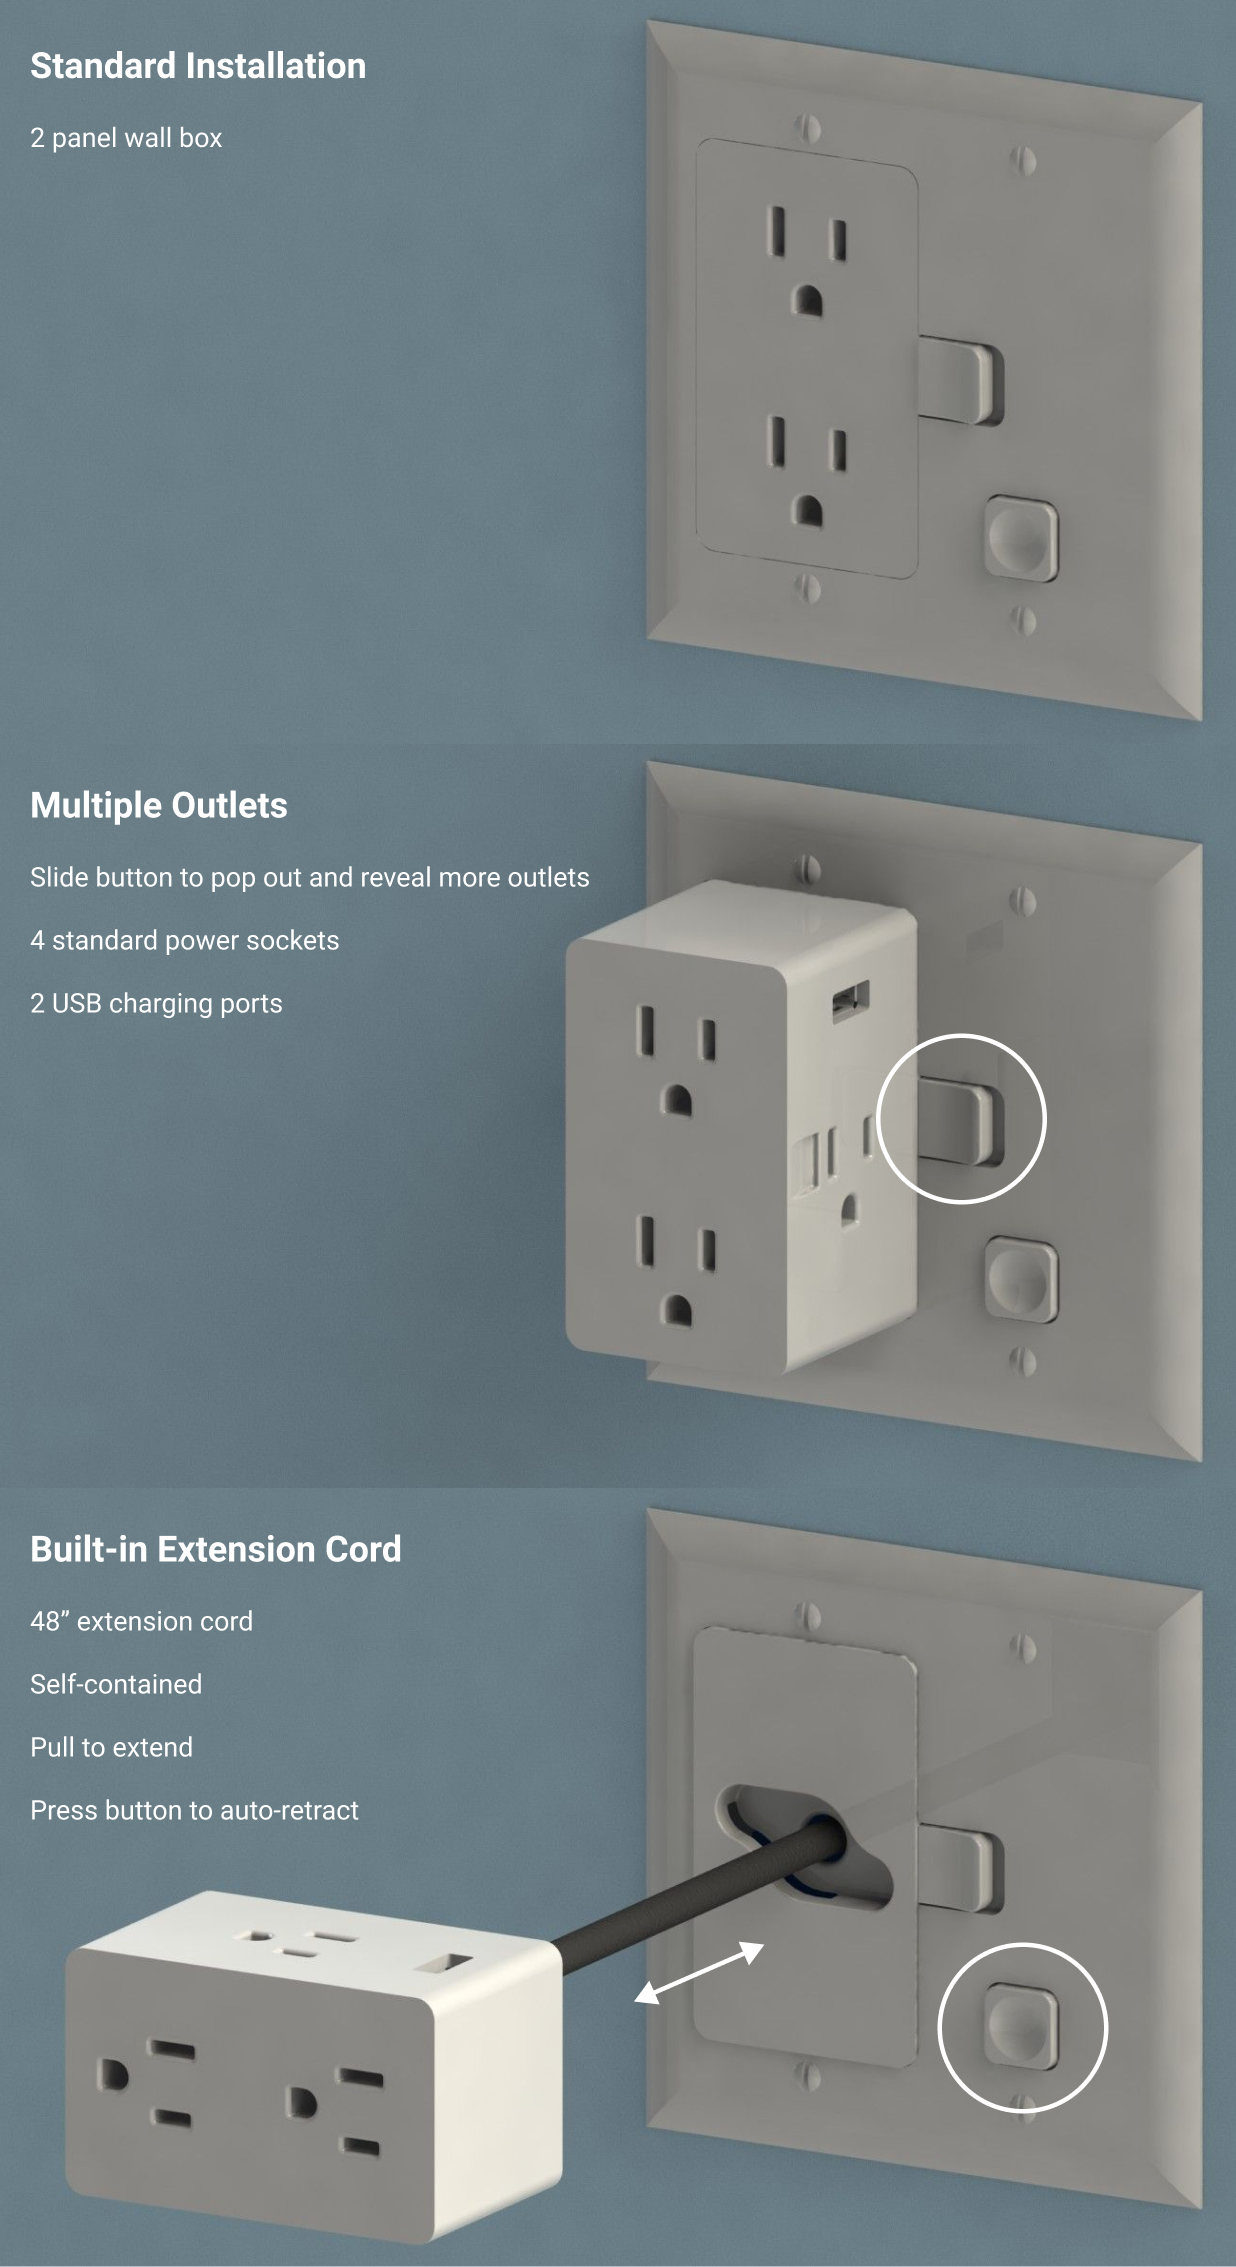 Standard Installation
2 panel wall box
Multiple Outlets
Slide button to pop out and reveal more outlets
4 standard power sockets
2 USB charging ports
Built-in Extension Cord
48” extension cord
Self-contained
Pull to extend
Press button to auto-retract